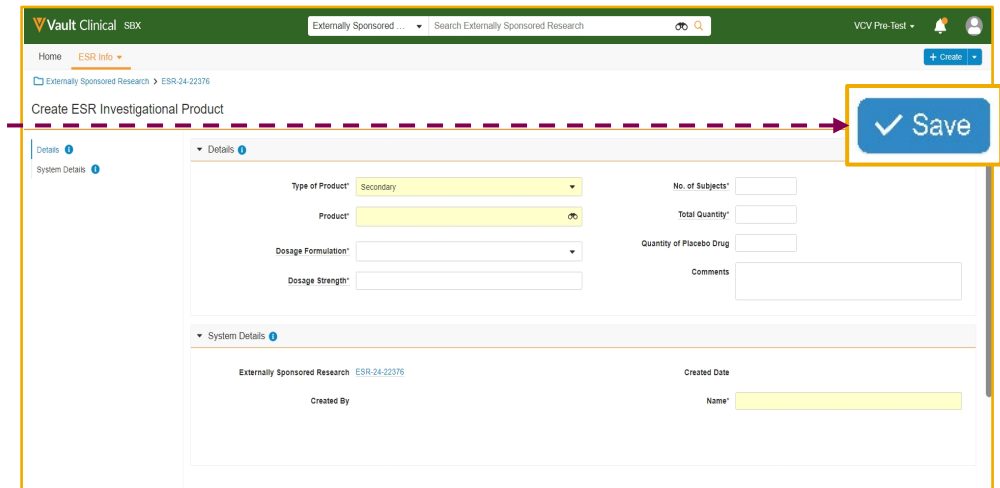 Vault Clinical SBX
Externally Sponsored ... Search Externally Sponsored Research
VCV Pre-Test
Home ESR Info
+ Create
Externally Sponsored Research > ESR-24-22376
Create ESR Investigational Product
✓ Save
Details
System Details
Details
Type of Product* Secondary
No. of Subjects*
Product*
Total Quantity*
Dosage Formulation*
Quantity of Placebo Drug
Dosage Strength*
Comments
System Details
Externally Sponsored Research ESR-24-22376
Created Date
Created By
Name*